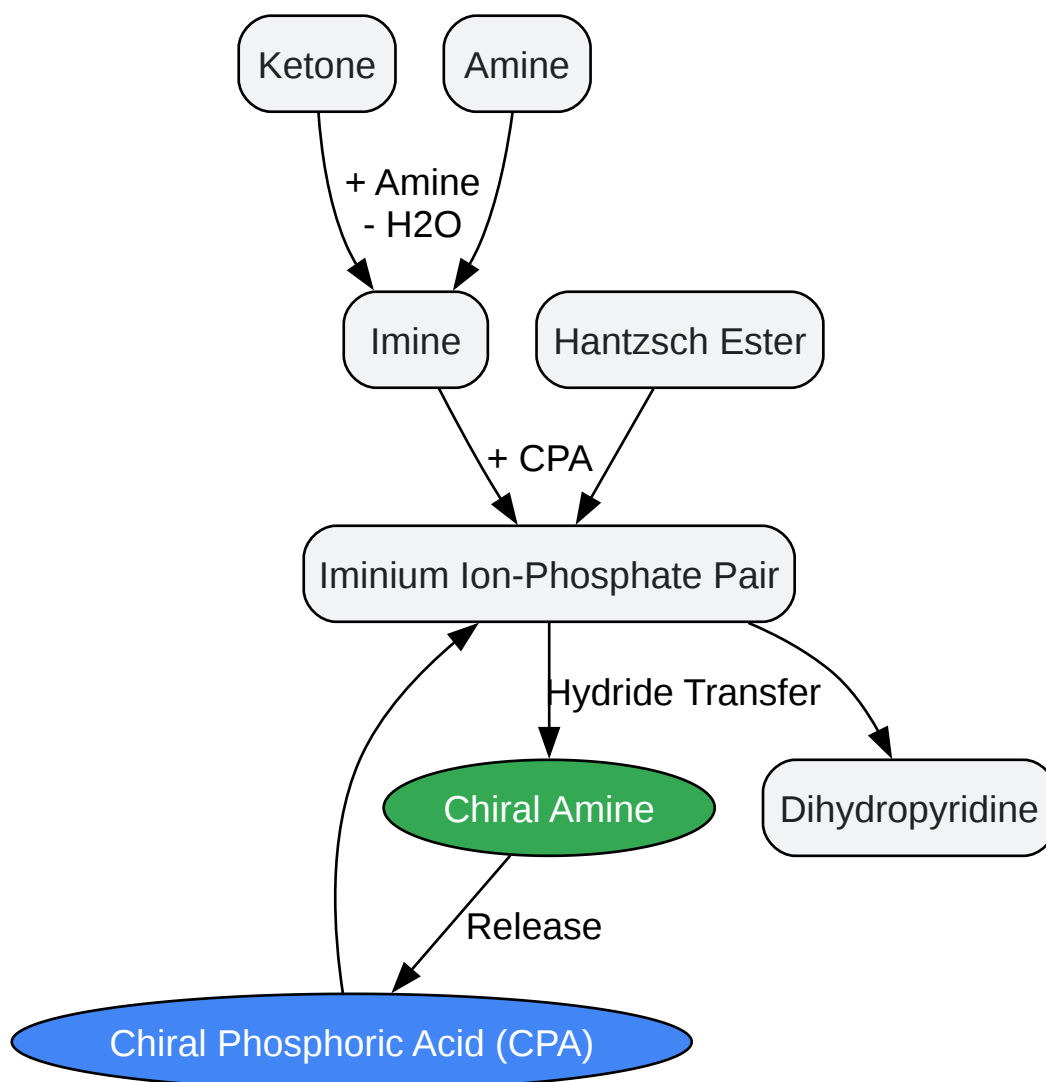 Ketone
Amine
+ Amine
- H2O
Imine
Hantzsch Ester
+ CPA
Iminium Ion-Phosphate Pair
Hydride Transfer
Chiral Amine
Dihydropyridine
Release
Chiral Phosphoric Acid (CPA)